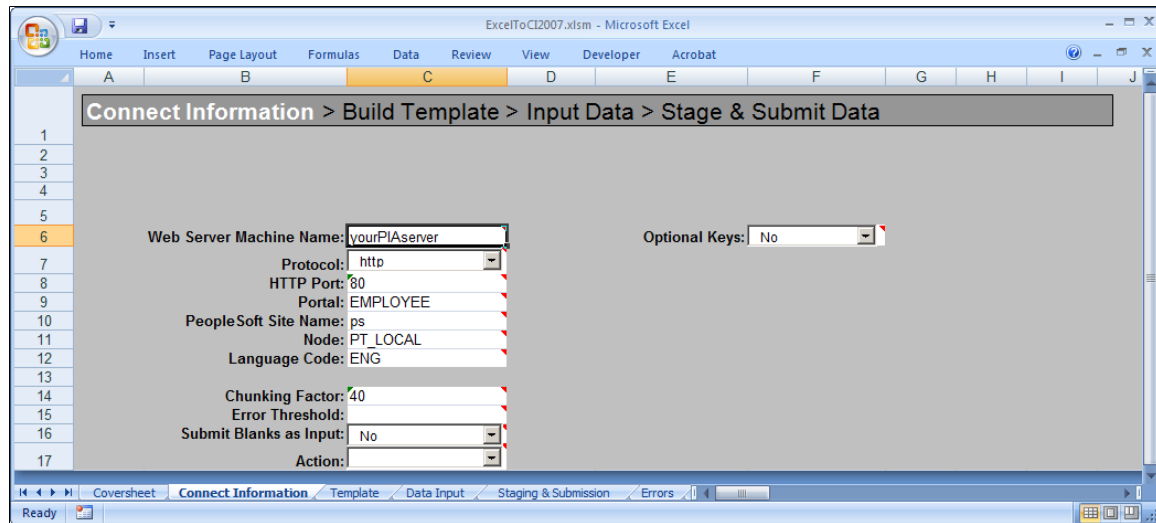 ExcelToCI2007.xlsm - Microsoft Excel
Home Insert Page Layout Formulas Data Review View Developer Acrobat
A B C D E F G H I J
1 Connect Information > Build Template > Input Data > Stage & Submit Data
2
3
4
5
6 Web Server Machine Name: yourPIAserver Optional Keys: No
7 Protocol: http
8 HTTP Port: 80
9 Portal: EMPLOYEE
10 PeopleSoft Site Name: ps
11 Node: PT_LOCAL
12 Language Code: ENG
13
14 Chunking Factor: 40
15 Error Threshold:
16 Submit Blanks as Input: No
17 Action:
Coversheet Connect Information Template Data Input Staging & Submission Errors
Ready